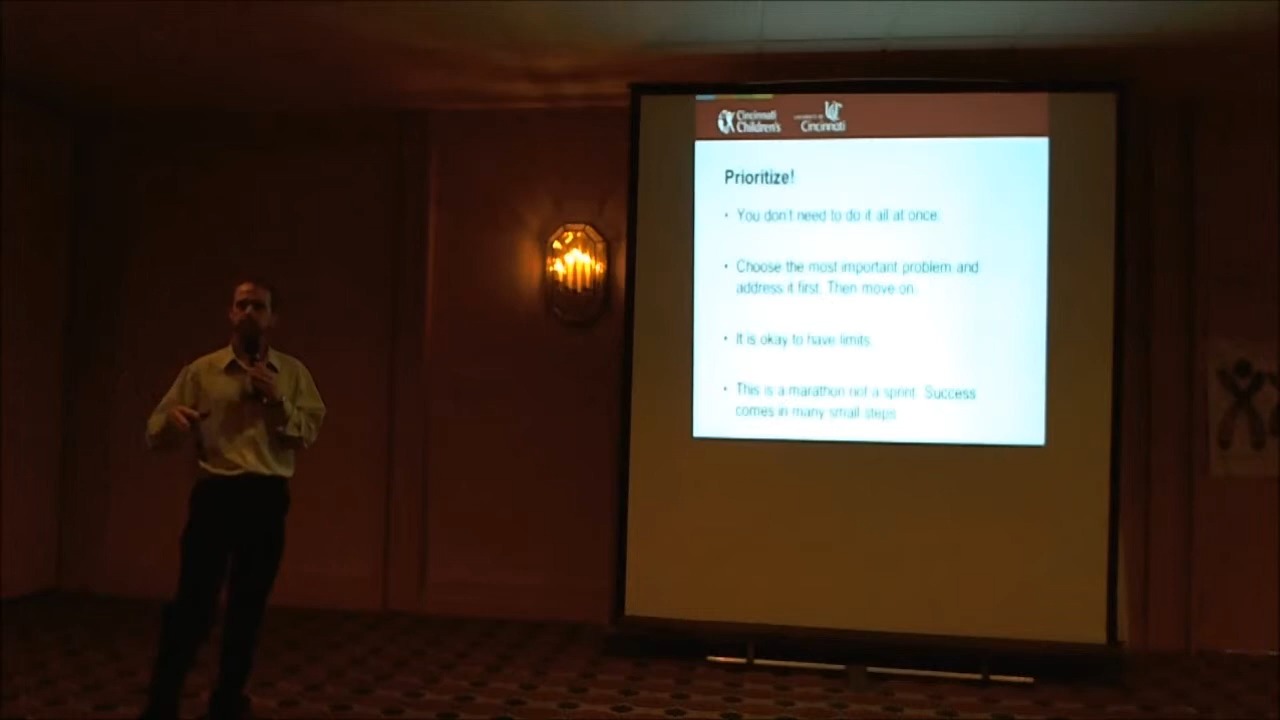 Cincinnati
Children's
UNIVERSITY OF
Cincinnati
Prioritize!
• You don't need to do it all at once.
• Choose the most important problem and
address it first. Then move on.
• It is okay to have limits.
• This is a marathon not a sprint. Success
comes in many small steps.